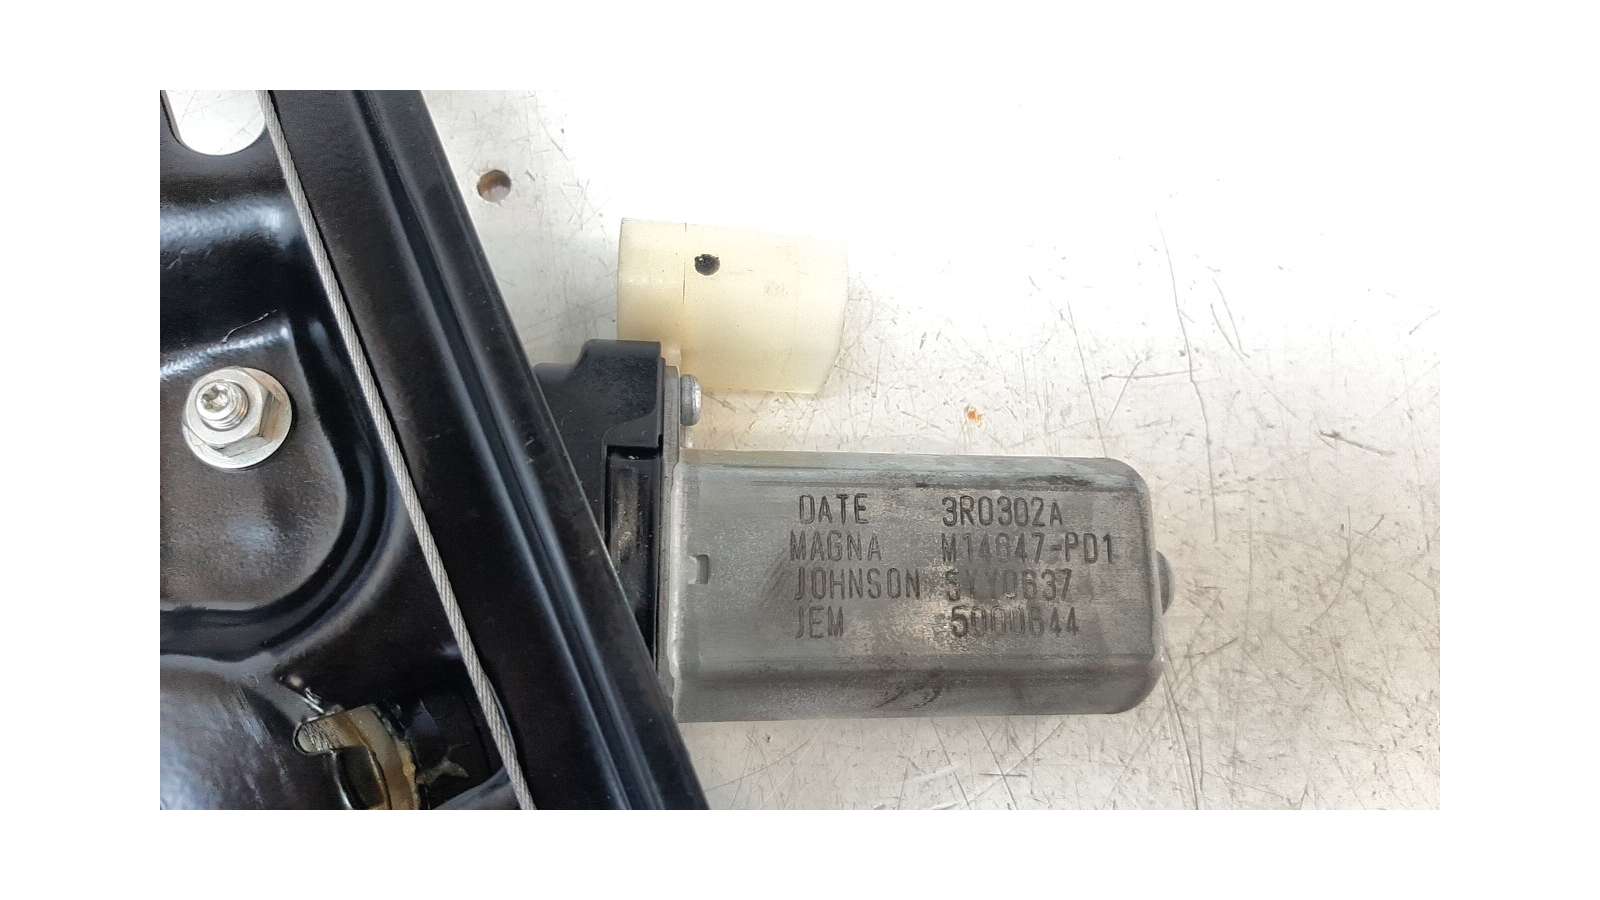 DATE 3R0302A
MAGNA M14647-PD1
JOHNSON
JEM 5000644